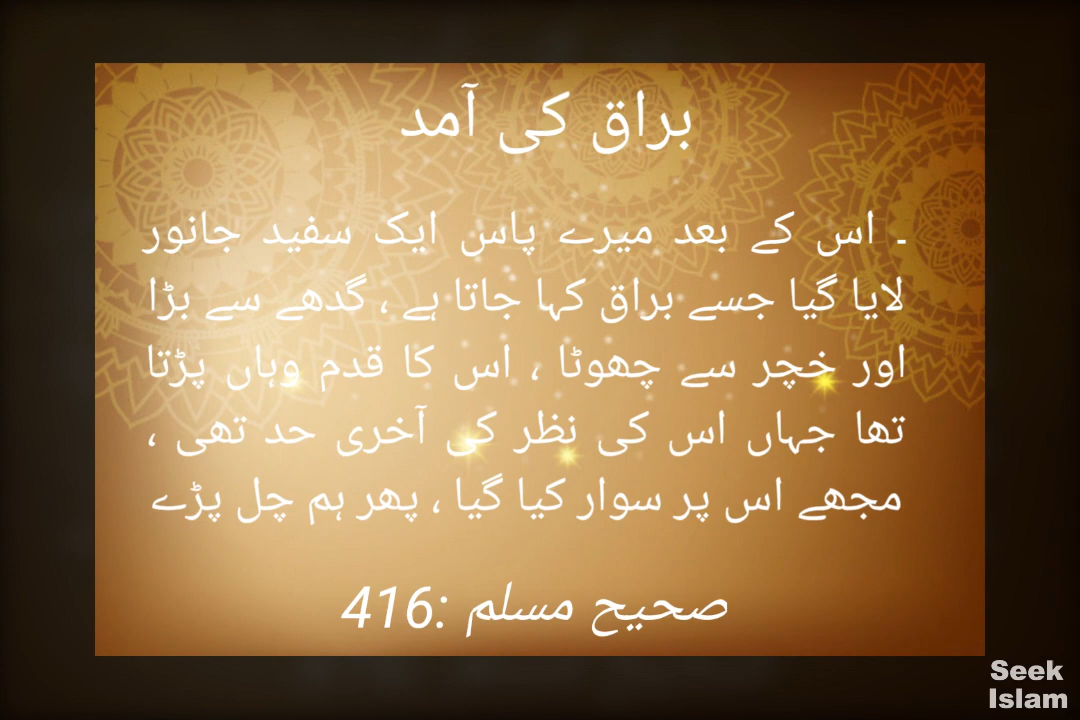 براق کی آمد
۔ اس کے بعد میرے پاس ایک سفید جانور
لایا گیا جسے براق کہا جاتا ہے ، گدھے سے بڑا
اور خچر سے چھوٹا ، اس کا قدم وہاں پڑتا
تھا جہاں اس کی نظر کی آخری حد تھی ،
مجھے اس پر سوار کیا گیا ، پھر ہم چل پڑے
صحیح مسلم :416
Seek
Islam